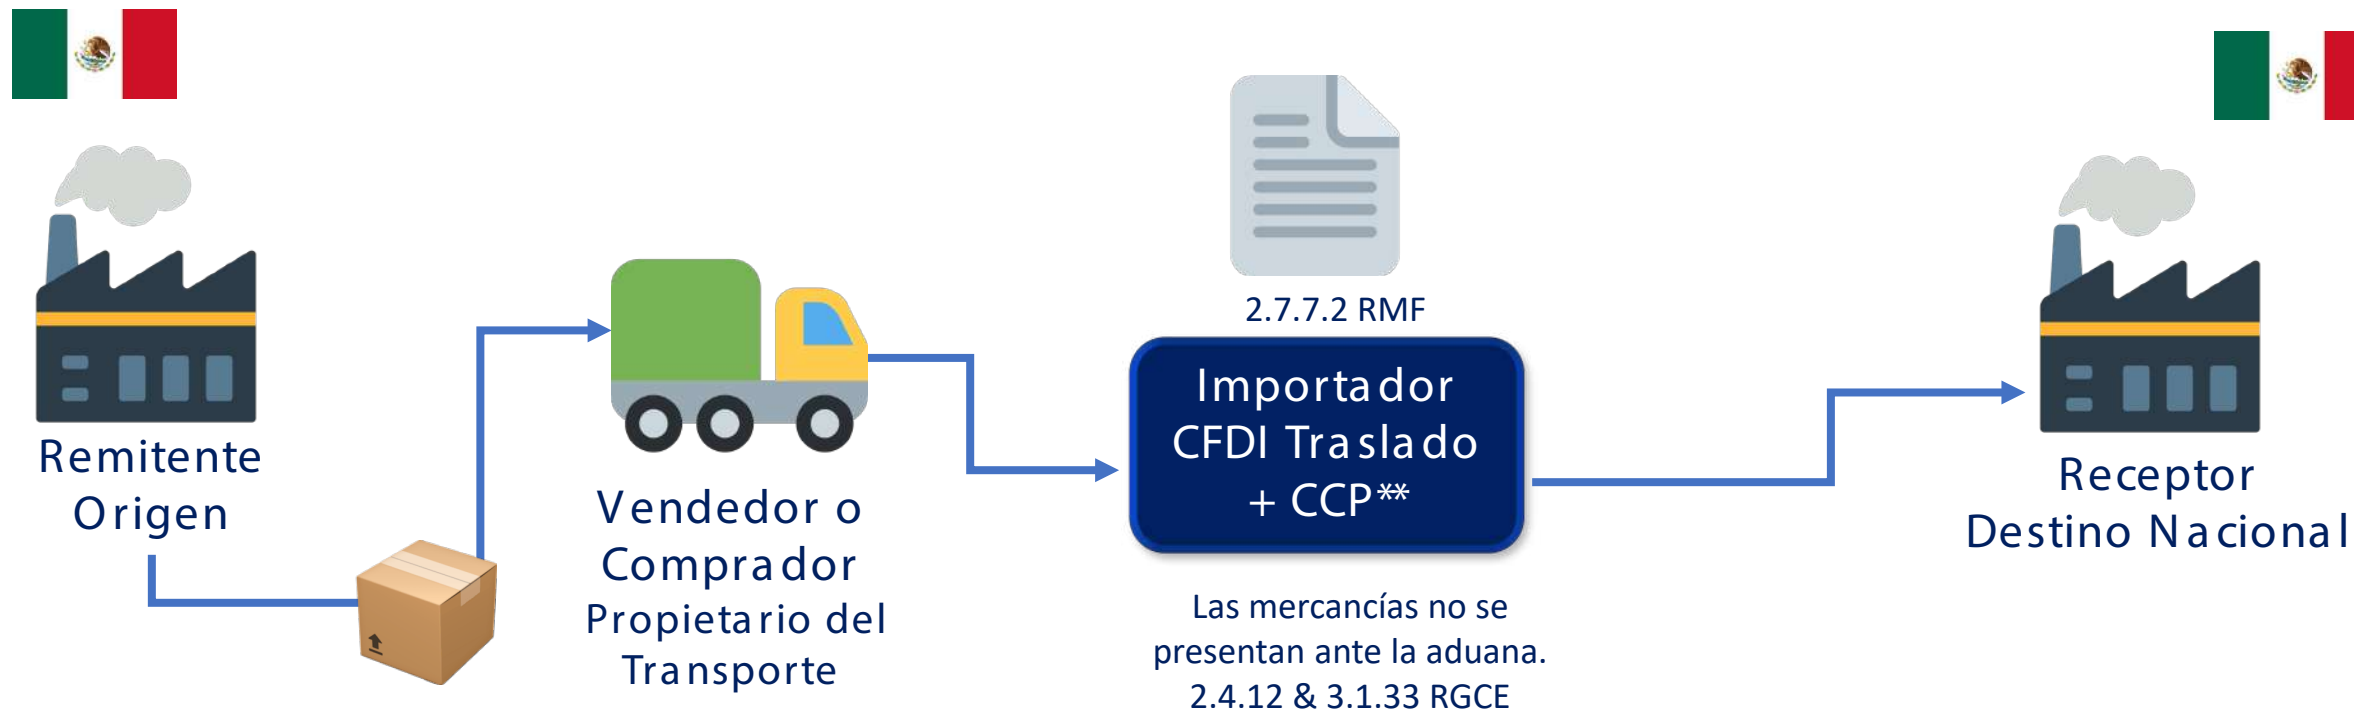 Remitente
Origen
Vendedor o
Comprador
Propietario del
Transporte
2.7.7.2 RMF
Importador
CFDI Traslado
+ CCP**
Las mercancías no se
presentan ante la aduana.
2.4.12 & 3.1.33 RGCE
Receptor
Destino Nacional